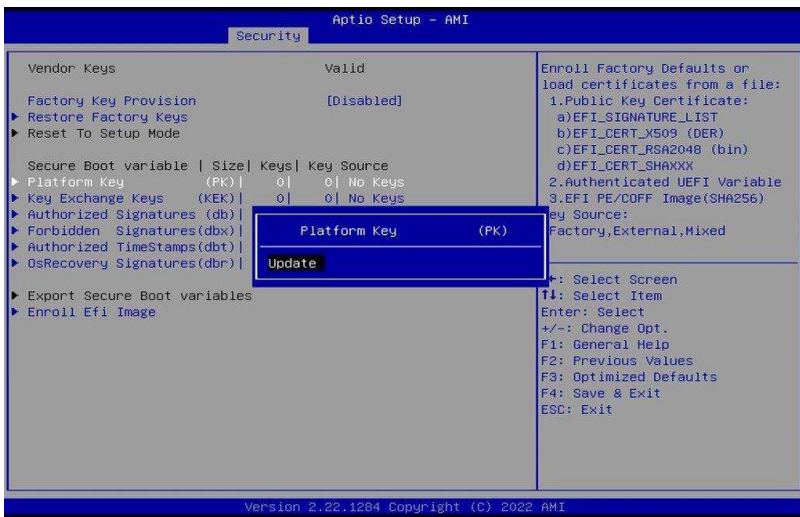 Aptio Setup - AMI
Security
Vendor Keys Valid
Factory Key Provision [Disabled]
Restore Factory Keys
Reset To Setup Mode
Secure Boot variable | Size| Keys| Key Source
Platform Key (PK)| 0| 0| No Keys
Key Exchange Keys (KEK)| 0| 0| No Keys
Authorized Signatures (db)|
Forbidden Signatures(dbx)|
Authorized TimeStamps(dbt)|
OsRecovery Signatures(dbr)|
Export Secure Boot variables
Enroll Efi Image
Platform Key (PK)
Update
Enroll Factory Defaults or
load certificates from a file:
1.Public Key Certificate:
a)EFI_SIGNATURE_LIST
b)EFI_CERT_X509 (DER)
c)EFI_CERT_RSA2048 (bin)
d)EFI_CERT_SHAXXX
2.Authenticated UEFI Variable
3.EFI PE/COFF Image(SHA256)
ey Source:
Factory,External,Mixed
←: Select Screen
↑↓: Select Item
Enter: Select
+/-: Change Opt.
F1: General Help
F2: Previous Values
F3: Optimized Defaults
F4: Save & Exit
ESC: Exit
Version 2.22.1284 Copyright (C) 2022 AMI